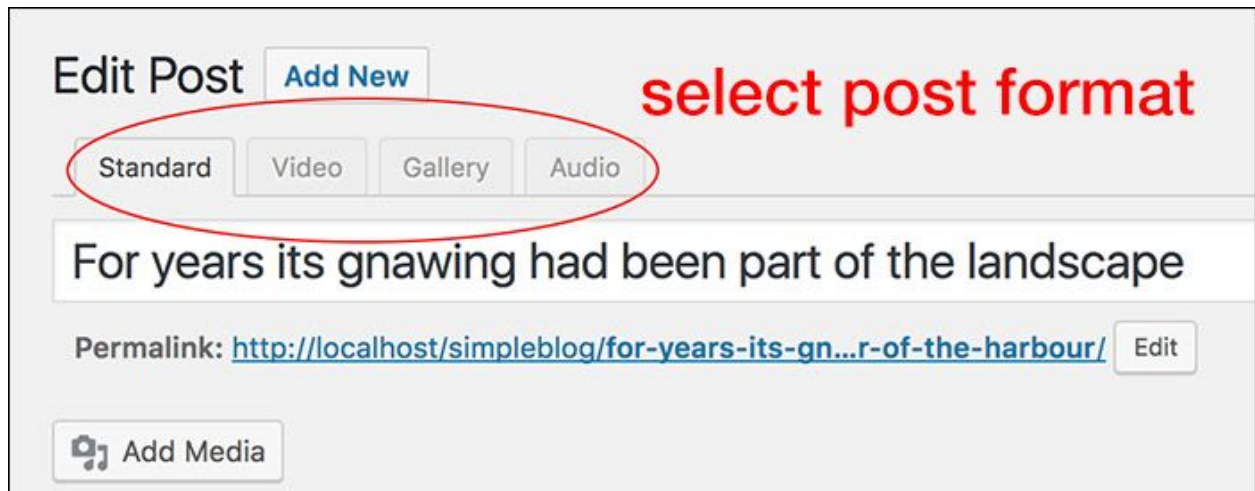 Edit Post Add New
select post format
Standard Video Gallery Audio
For years its gnawing had been part of the landscape
Permalink: http://localhost/simpleblog/for-years-its-gn...r-of-the-harbour/ Edit
Add Media